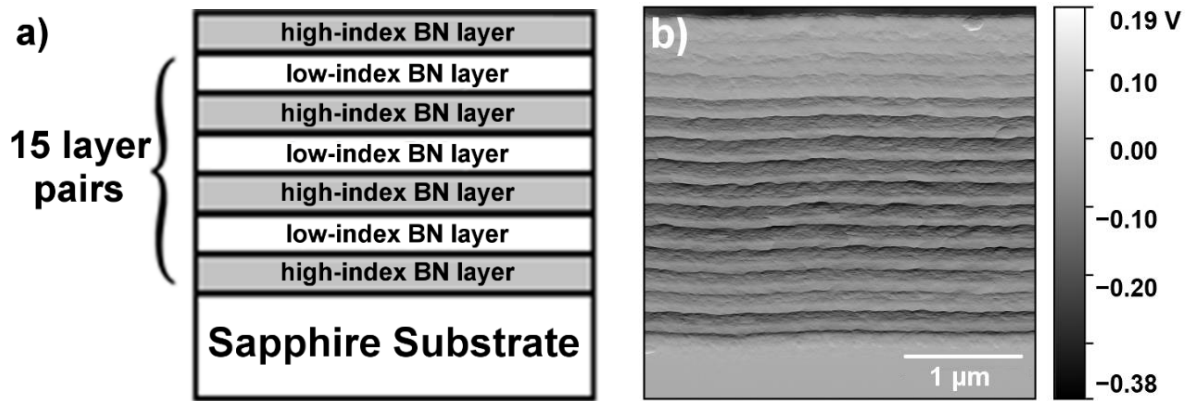 a)
high-index BN layer
low-index BN layer
high-index BN layer
low-index BN layer
high-index BN layer
low-index BN layer
high-index BN layer
Sapphire Substrate
15 layer
pairs
b)
1 µm
0.19 V
0.10
0.00
−0.10
−0.20
−0.38